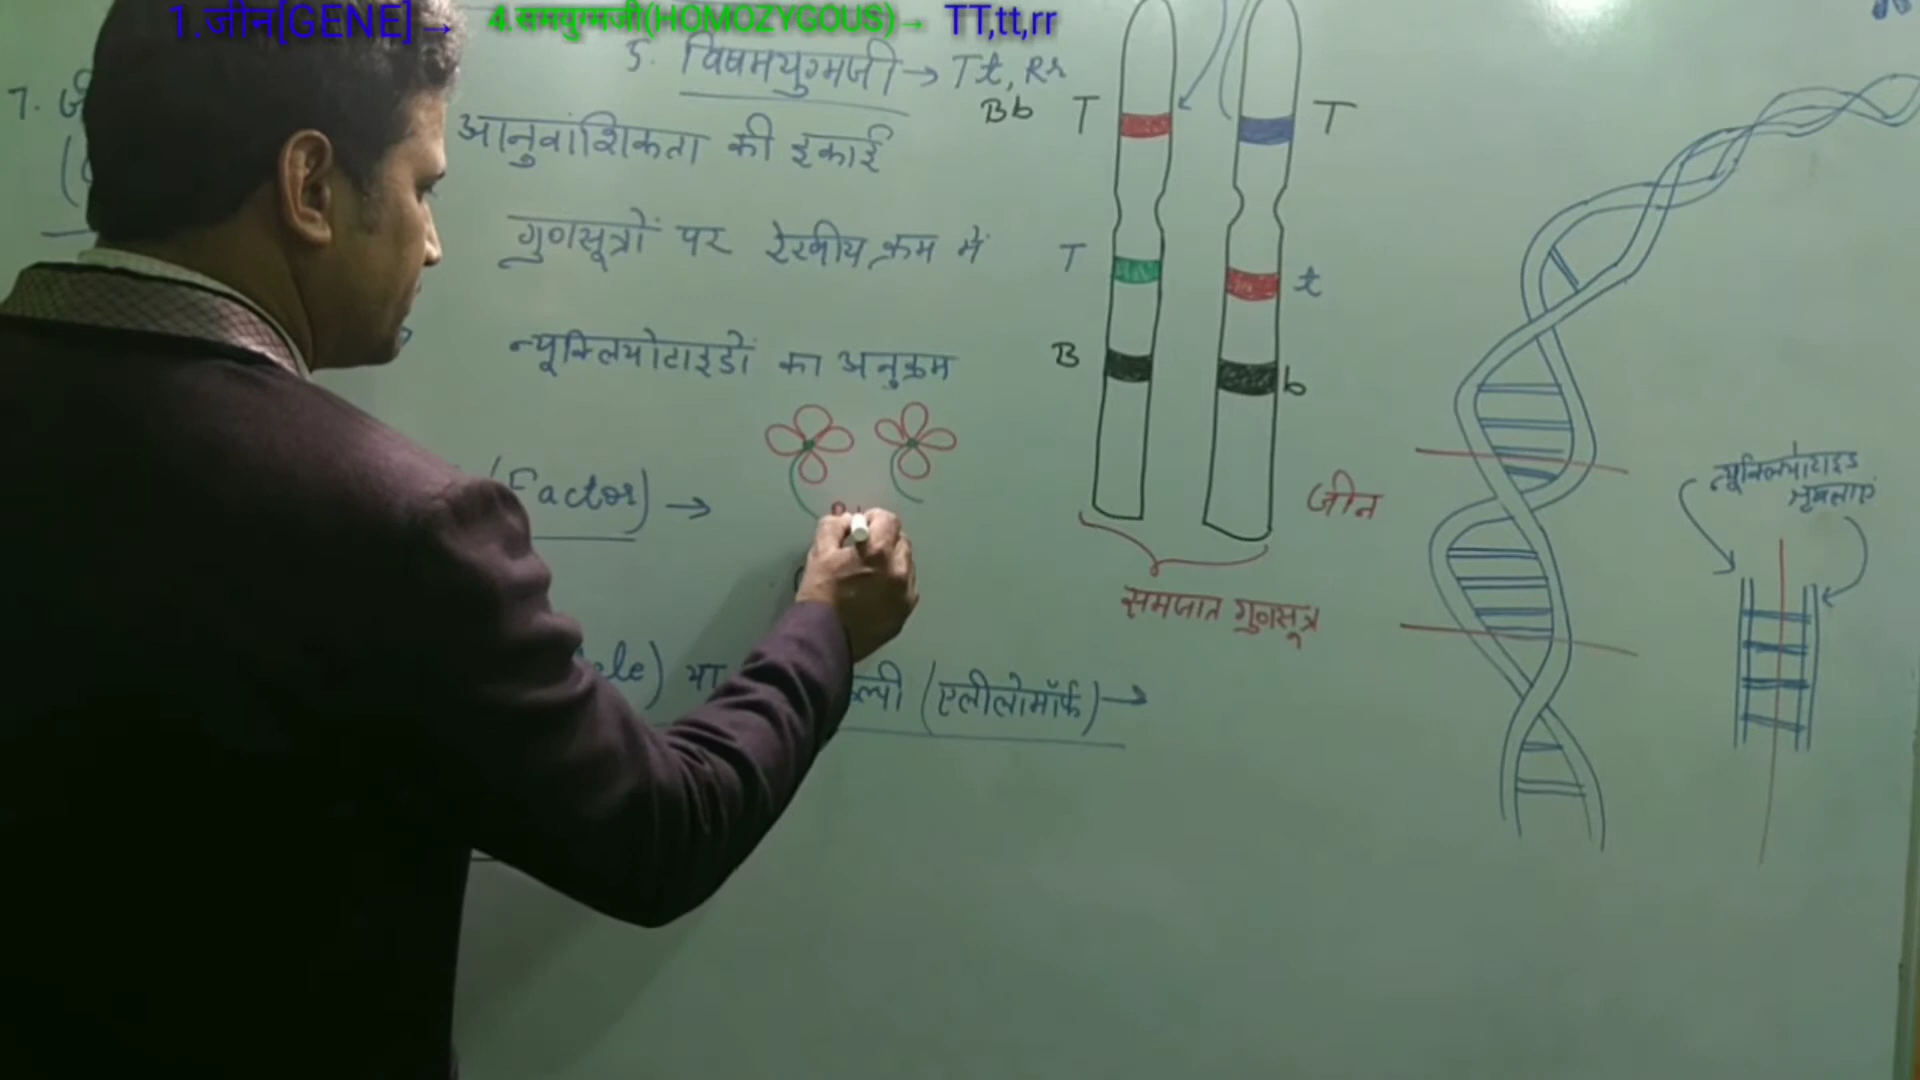 1.जीन[GENE]→ 4.समयुग्मजी(HOMOZYGOUS)→ TT,tt,rr
5. विषमयुग्मजी → Tt, Rr
7.
Bb T T
आनुवांशिकता की इकाई
गुणसूत्रों पर रेखीय क्रम में
T t
न्यूक्लियोटाइडों का अनुक्रम
B b
(Factor) →
जीन
न्यूक्लियोटाइड
समजात गुणसूत्र
या (एलीलोमॉर्फ) →